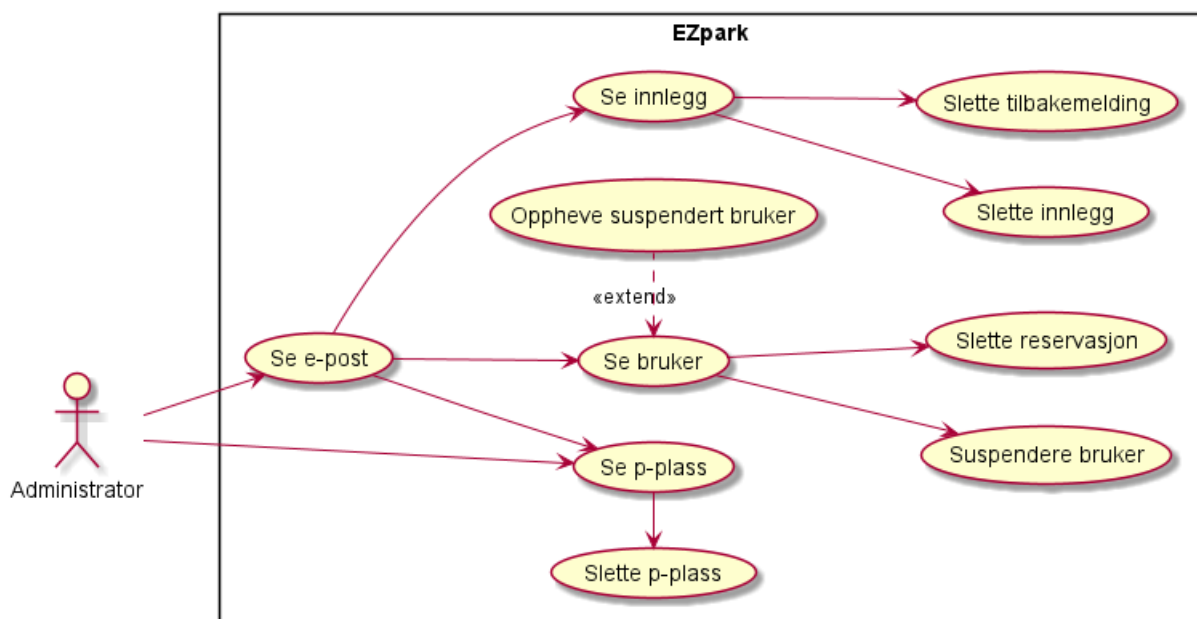 EZpark
Se innlegg
Slette tilbakemelding
Slette innlegg
Oppheve suspendert bruker
«extend»
Se e-post
Se bruker
Slette reservasjon
Suspendere bruker
Se p-plass
Administrator
Slette p-plass